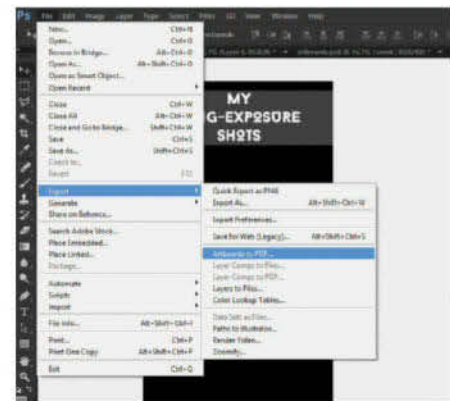 Ps File Edit Image Layer Type Select Filter 3D View Window Help
New... Ctrl+N
Open... Ctrl+O
Browse in Bridge... Alt+Ctrl+O
Open As... Alt+Shift+Ctrl+O
Open as Smart Object...
Open Recent
Close Ctrl+W
Close All Alt+Ctrl+W
Close and Go to Bridge... Shift+Ctrl+W
Save Ctrl+S
Save As... Shift+Ctrl+S
Check In...
Revert F12
Export
Generate
Share on Behance...
Search Adobe Stock...
Place Embedded...
Place Linked...
Package...
Automate
Scripts
Import
File Info... Alt+Shift+Ctrl+I
Print... Ctrl+P
Print One Copy Alt+Shift+Ctrl+P
Exit Ctrl+Q
Quick Export as PNG
Export As... Alt+Shift+Ctrl+W
Export Preferences...
Save for Web (Legacy)... Alt+Shift+Ctrl+S
Artboards to PDF...
Layer Comps to Files...
Layer Comps to PDF...
Layers to Files...
Color Lookup Tables...
Data Sets as Files...
Paths to Illustrator...
Render Video...
Zoomify...
MY
G-EXPOSURE
SHOTS